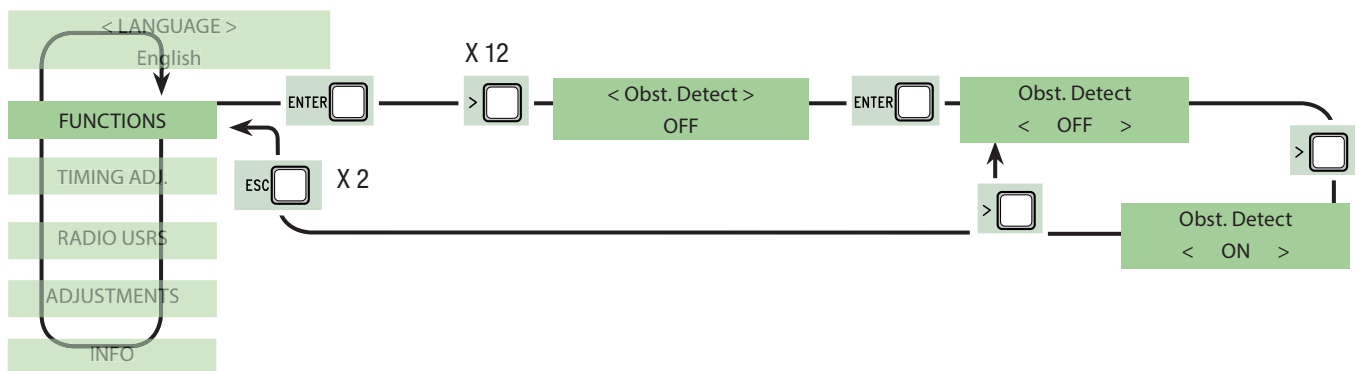 < LANGUAGE >
English
FUNCTIONS
TIMING ADJ.
RADIO USRS
ADJUSTMENTS
INFO
ENTER
X 12
>
< Obst. Detect >
OFF
ENTER
Obst. Detect
< OFF >
>
ESC
X 2
>
Obst. Detect
< ON >